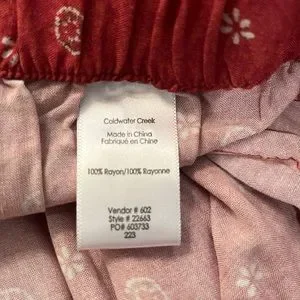 Coldwater Creek
Made in China
Fabriqué en Chine
100% Rayon/100% Rayonne
Vendor # 602
Style # 22663
PO# 603733
223